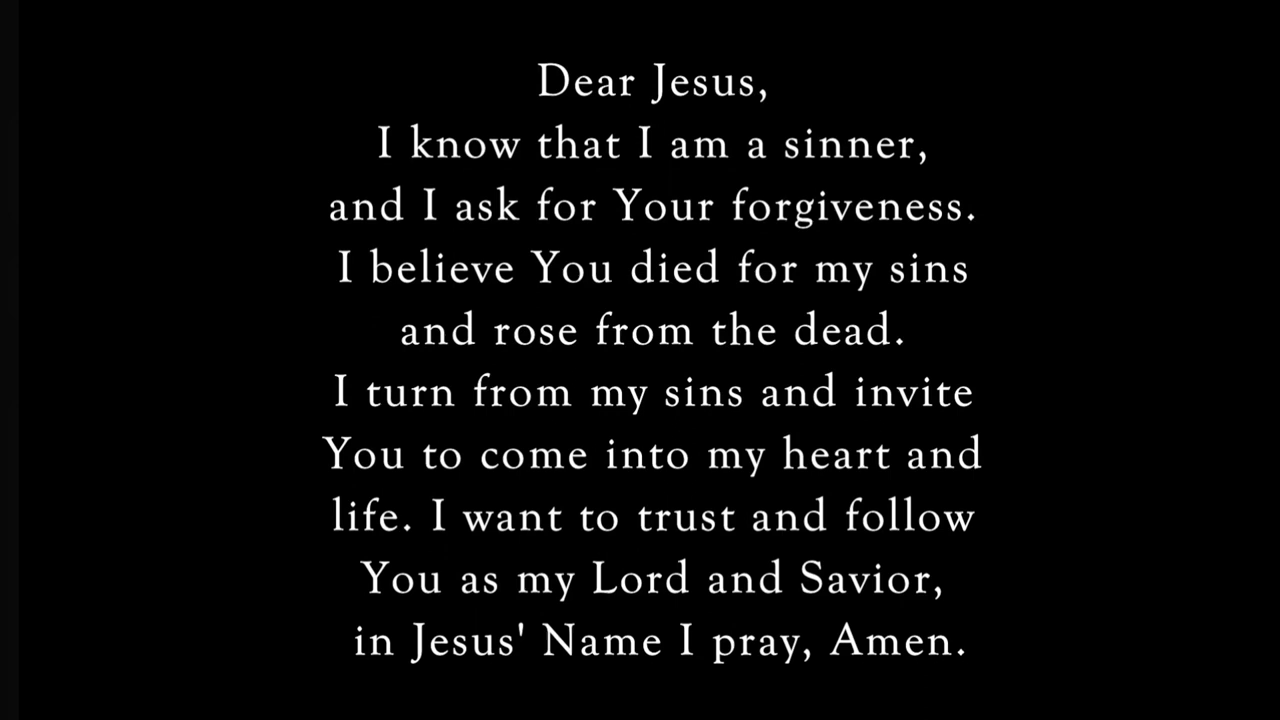 Dear Jesus,
I know that I am a sinner,
and I ask for Your forgiveness.
I believe You died for my sins
and rose from the dead.
I turn from my sins and invite
You to come into my heart and
life. I want to trust and follow
You as my Lord and Savior,
in Jesus' Name I pray, Amen.